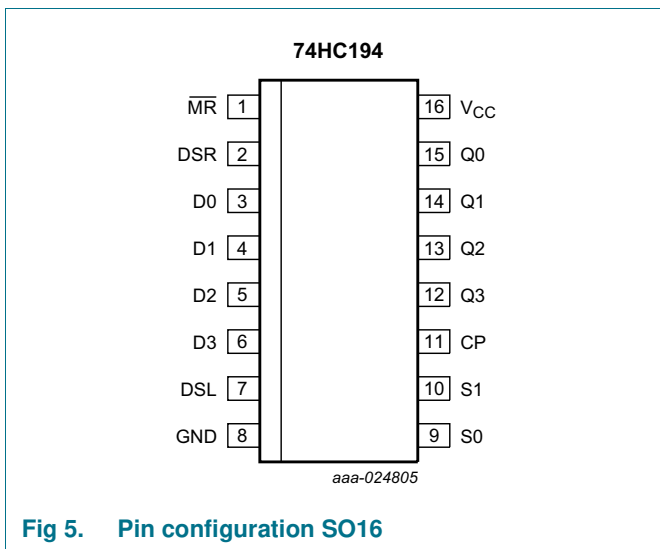 74HC194
MR 1 16 VCC
DSR 2 15 Q0
D0 3 14 Q1
D1 4 13 Q2
D2 5 12 Q3
D3 6 11 CP
DSL 7 10 S1
GND 8 9 S0
aaa-024805
Fig 5. Pin configuration SO16